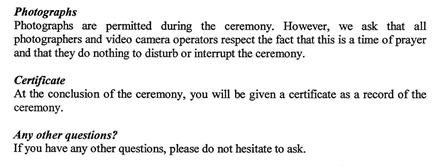 Photographs
Photographs are permitted during the ceremony. However, we ask that all
photographers and video camera operators respect the fact that this is a time of prayer
and that they do nothing to disturb or interrupt the ceremony.
Certificate
At the conclusion of the ceremony, you will be given a certificate as a record of the
ceremony.
Any other questions?
If you have any other questions, please do not hesitate to ask.